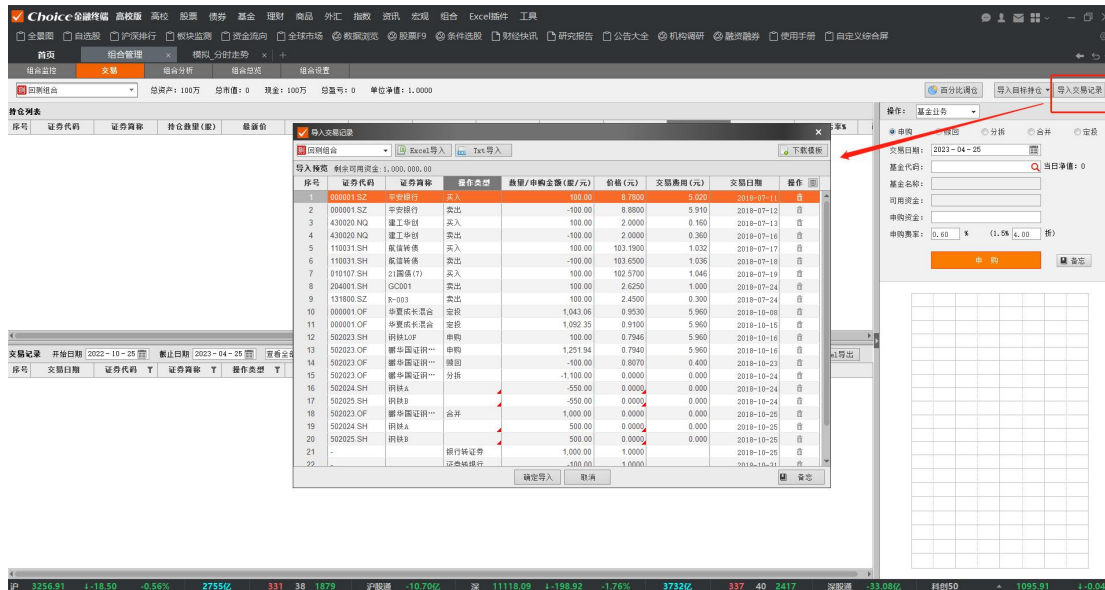 Choice金融终端 高校版 高校 股票 债券 基金 理财 商品 外汇 指数 资讯 宏观 组合 Excel插件 工具
全景图 自选股 沪深排行 板块监测 资金流向 全球市场 数据浏览 股票F9 条件选股 财经快讯 研究报告 公告大全 机构调研 融资融券 使用手册 自定义综合屏
首页 组合管理 × 模拟_分时走势 × +
组合监控 交易 组合分析 组合总览 组合设置
回测组合 总资产: 100万 总市值: 0 现金: 100万 总盈亏: 0 单位净值: 1.0000 百分比调仓 导入目标持仓 导入交易记录
持仓列表
序号 证券代码 证券简称 持仓数量(股) 最新价
操作: 基金业务
申购 赎回 分拆 合并 定投
交易日期: 2023-04-25
基金代码: 当日净值: 0
基金名称:
可用资金:
申购资金:
申购费率: 0.60 % (1.5% 4.00 折)
申 购 备忘
导入交易记录 ×
回测组合 Excel导入 Txt导入 下载模板
导入预览 剩余可用资金:1,000,000.00
序号 证券代码 证券简称 操作类型 数量/申购金额(股/元) 价格(元) 交易费用(元) 交易日期 操作
1 000001.SZ 平安银行 买入 100.00 8.7800 5.020 2018-07-11
2 000001.SZ 平安银行 卖出 -100.00 8.8800 5.910 2018-07-12
3 430020.NQ 建工华创 买入 100.00 2.0000 0.160 2018-07-13
4 430020.NQ 建工华创 卖出 -100.00 2.0000 0.360 2018-07-16
5 110031.SH 航信转债 买入 100.00 103.1900 1.032 2018-07-17
6 110031.SH 航信转债 卖出 -100.00 103.6500 1.036 2018-07-18
7 010107.SH 21国债(7) 买入 100.00 102.5700 1.046 2018-07-19
8 204001.SH GC001 卖出 100.00 2.6250 1.000 2018-07-24
9 131800.SZ R-003 卖出 100.00 2.4500 0.300 2018-07-24
10 000001.OF 华夏成长混合 定投 1,043.06 0.9530 5.960 2018-10-08
11 000001.OF 华夏成长混合 定投 1,092.35 0.9100 5.960 2018-10-15
12 502023.SH 钢铁LOF 申购 100.00 0.7946 5.960 2018-10-16
13 502023.OF 鹏华国证钢… 申购 1,251.94 0.7940 5.960 2018-10-16
14 502023.OF 鹏华国证钢… 赎回 -100.00 0.8070 0.400 2018-10-23
15 502023.OF 鹏华国证钢… 分拆 -1,100.00 0.0000 0.000 2018-10-24
16 502024.SH 钢铁A -550.00 0.0000 0.000 2018-10-24
17 502025.SH 钢铁B -550.00 0.0000 0.000 2018-10-24
18 502023.OF 鹏华国证钢… 合并 1,000.00 0.0000 0.000 2018-10-25
19 502024.SH 钢铁A 500.00 0.0000 0.000 2018-10-25
20 502025.SH 钢铁B 500.00 0.0000 0.000 2018-10-25
21 - 银行转证券 1,000.00 1.0000 2018-10-25
22 - 证券转银行 -100.00 1.0000 2018-10-31
确定导入 取消 备忘
交易记录 开始日期 2022-10-25 截止日期 2023-04-25 查看全
序号 交易日期 证券代码 证券简称 操作类型
沪 3256.91 -18.50 -0.56% 2755亿 331 38 1879 沪股通 -10.70亿 深 11118.09 -198.92 -1.76% 3732亿 337 40 2417 深股通 -33.08亿 科创50 1095.91 -0.04